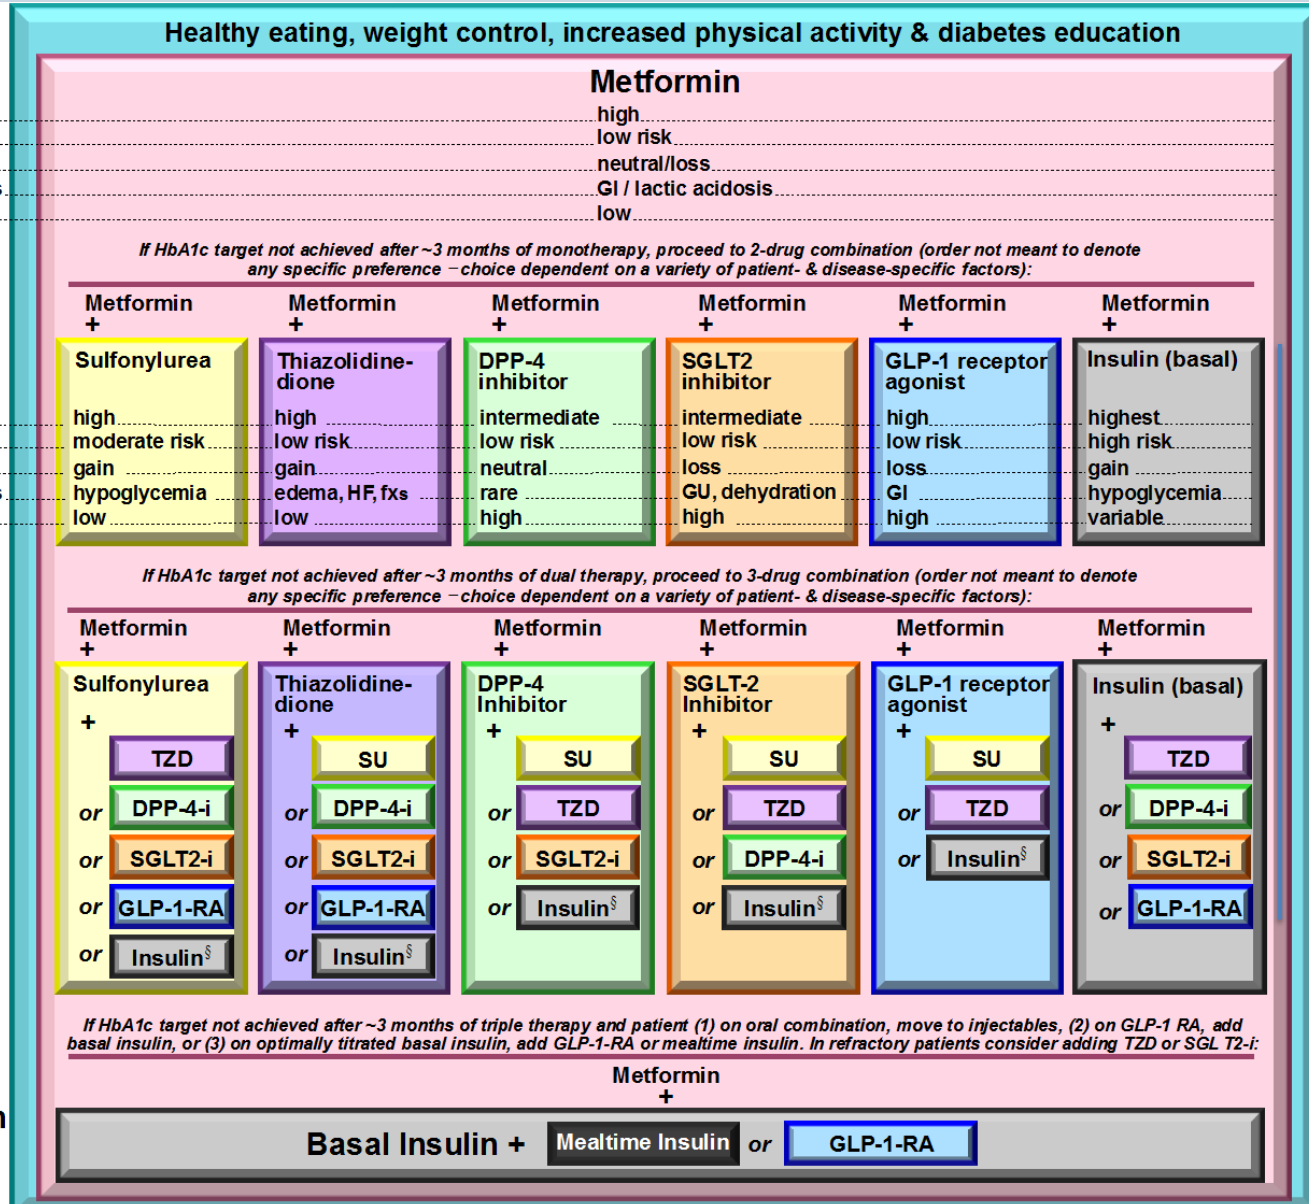 Healthy eating, weight control, increased physical activity & diabetes education
Metformin
high
low risk
neutral/loss
s
GI / lactic acidosis
low
If HbA1c target not achieved after ~3 months of monotherapy, proceed to 2-drug combination (order not meant to denote
any specific preference – choice dependent on a variety of patient- & disease-specific factors):
Metformin
+
Sulfonylurea
high
moderate risk
gain
hypoglycemia
low
Metformin
+
Thiazolidine-
dione
high
low risk
gain
edema, HF, fxs
low
Metformin
+
DPP-4
inhibitor
intermediate
low risk
neutral
rare
high
Metformin
+
SGLT2
inhibitor
intermediate
low risk
loss
GU, dehydration
high
Metformin
+
GLP-1 receptor
agonist
high
low risk
loss
GI
high
Metformin
+
Insulin (basal)
highest
high risk
gain
hypoglycemia
variable
s
If HbA1c target not achieved after ~3 months of dual therapy, proceed to 3-drug combination (order not meant to denote
any specific preference – choice dependent on a variety of patient- & disease-specific factors):
Metformin
+
Sulfonylurea
+
TZD
or DPP-4-i
or SGLT2-i
or GLP-1-RA
or Insulin§
Metformin
+
Thiazolidine-
dione
+
SU
or DPP-4-i
or SGLT2-i
or GLP-1-RA
or Insulin§
Metformin
+
DPP-4
Inhibitor
+
SU
or TZD
or SGLT2-i
or Insulin§
Metformin
+
SGLT-2
Inhibitor
+
SU
or TZD
or DPP-4-i
or Insulin§
Metformin
+
GLP-1 receptor
agonist
+
SU
or TZD
or Insulin§
Metformin
+
Insulin (basal)
+
TZD
or DPP-4-i
or SGLT2-i
or GLP-1-RA
If HbA1c target not achieved after ~3 months of triple therapy and patient (1) on oral combination, move to injectables, (2) on GLP-1 RA, add
basal insulin, or (3) on optimally titrated basal insulin, add GLP-1-RA or mealtime insulin. In refractory patients consider adding TZD or SGL T2-i:
Metformin
+
Basal Insulin + Mealtime Insulin or GLP-1-RA